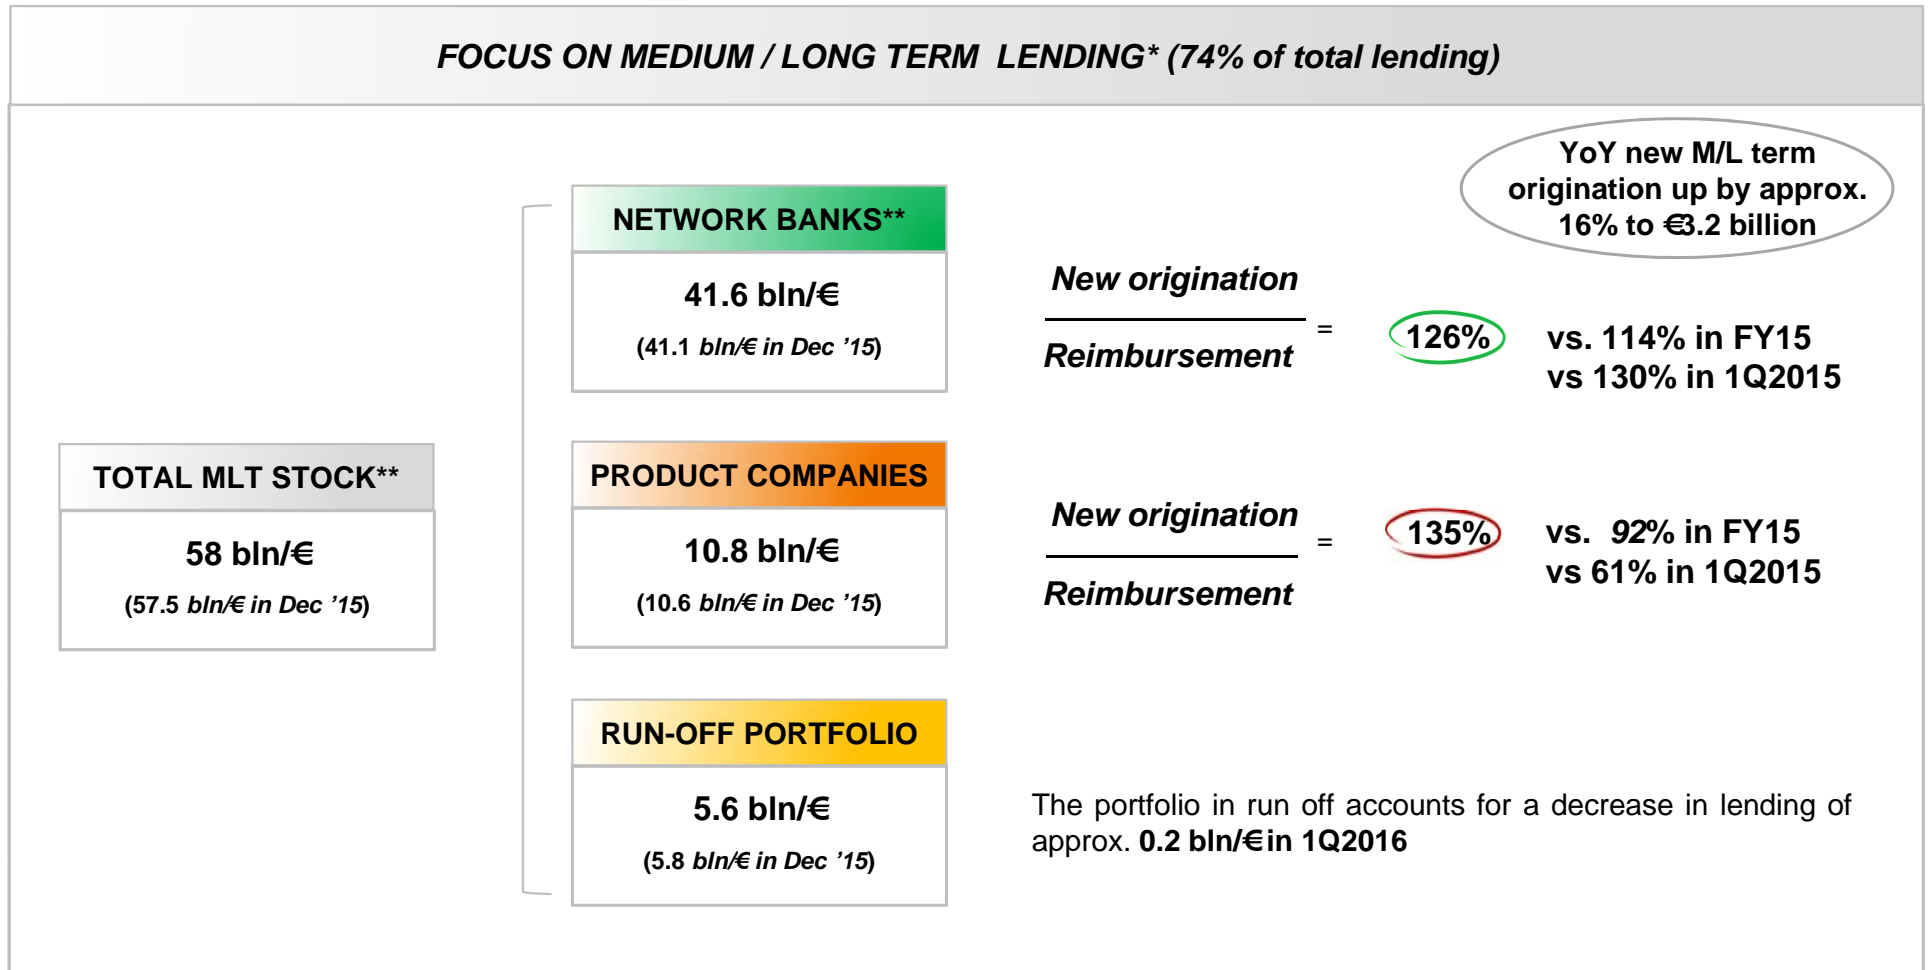 FOCUS ON MEDIUM / LONG TERM LENDING* (74% of total lending)
YoY new M/L term
origination up by approx.
16% to €3.2 billion
TOTAL MLT STOCK**
58 bln/€
(57.5 bln/€ in Dec ’15)
NETWORK BANKS**
41.6 bln/€
(41.1 bln/€ in Dec ’15)
New origination
Reimbursement
=
126%
vs. 114% in FY15
vs 130% in 1Q2015
PRODUCT COMPANIES
10.8 bln/€
(10.6 bln/€ in Dec ’15)
New origination
Reimbursement
=
135%
vs. 92% in FY15
vs 61% in 1Q2015
RUN-OFF PORTFOLIO
5.6 bln/€
(5.8 bln/€ in Dec ’15)
The portfolio in run off accounts for a decrease in lending of
approx. 0.2 bln/€ in 1Q2016